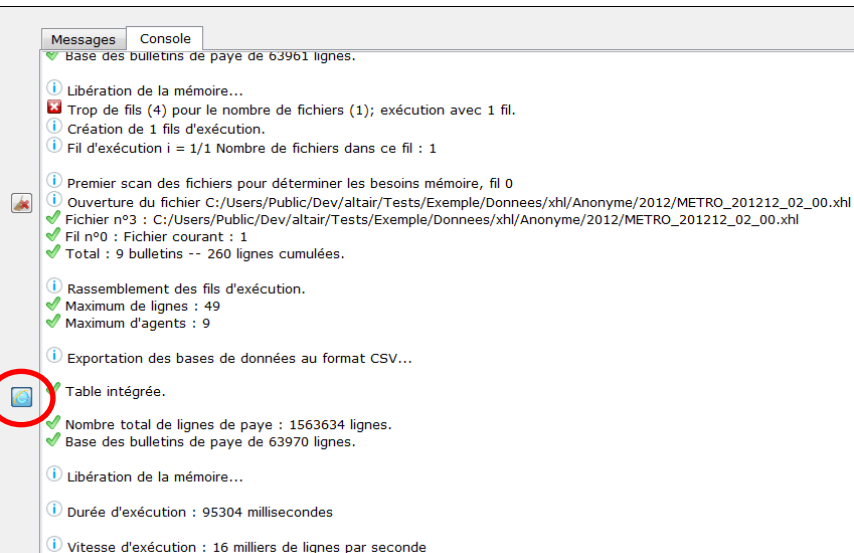 Messages Console
Base des bulletins de paye de 63961 lignes.
Libération de la mémoire...
Trop de fils (4) pour le nombre de fichiers (1); exécution avec 1 fil.
Création de 1 fils d'exécution.
Fil d'exécution i = 1/1 Nombre de fichiers dans ce fil : 1
Premier scan des fichiers pour déterminer les besoins mémoire, fil 0
Ouverture du fichier C:/Users/Public/Dev/altair/Tests/Exemple/Donnees/xhl/Anonyme/2012/METRO_201212_02_00.xhl
Fichier n°3 : C:/Users/Public/Dev/altair/Tests/Exemple/Donnees/xhl/Anonyme/2012/METRO_201212_02_00.xhl
Fil n°0 : Fichier courant : 1
Total : 9 bulletins -- 260 lignes cumulées.
Rassemblement des fils d'exécution.
Maximum de lignes : 49
Maximum d'agents : 9
Exportation des bases de données au format CSV...
Table intégrée.
Nombre total de lignes de paye : 1563634 lignes.
Base des bulletins de paye de 63970 lignes.
Libération de la mémoire...
Durée d'exécution : 95304 millisecondes
Vitesse d'exécution : 16 milliers de lignes par seconde